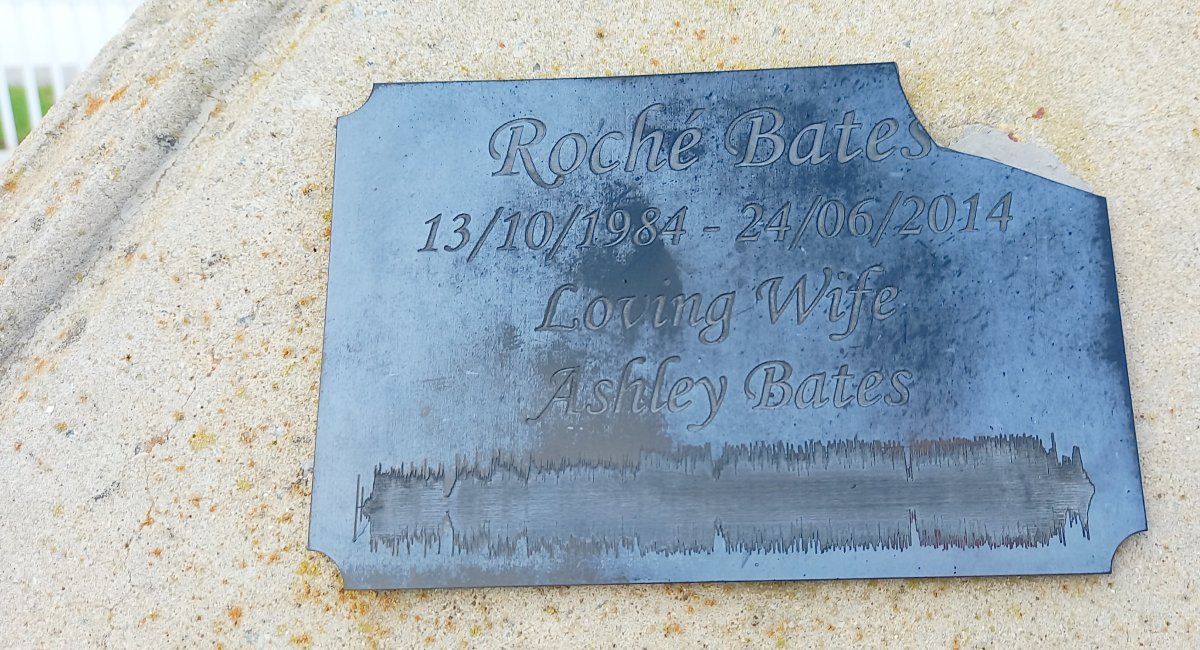 Roché Bates
13/10/1984 - 24/06/2014
Loving Wife
Ashley Bates